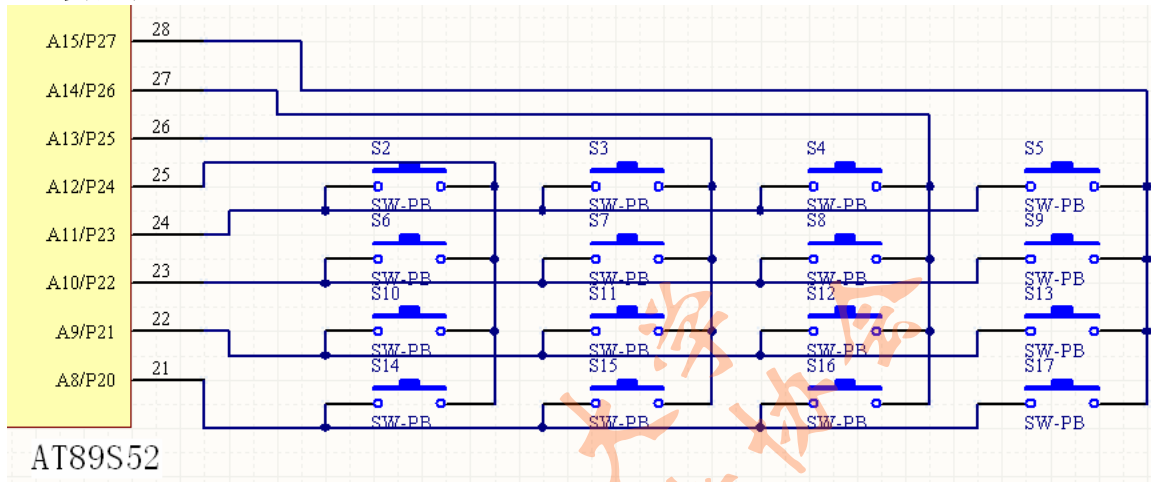 A15/P27 28
A14/P26 27
A13/P25 26
S2 S3 S4 S5
A12/P24 25
SW-PB SW-PB SW-PB SW-PB
S6 S7 S8 S9
A11/P23 24
A10/P22 23
SW-PB SW-PB SW-PB SW-PB
S10 S11 S12 S13
A9/P21 22
SW-PB SW-PB SW-PB SW-PB
S14 S15 S16 S17
A8/P20 21
SW-PB SW-PB SW-PB SW-PB
AT89S52